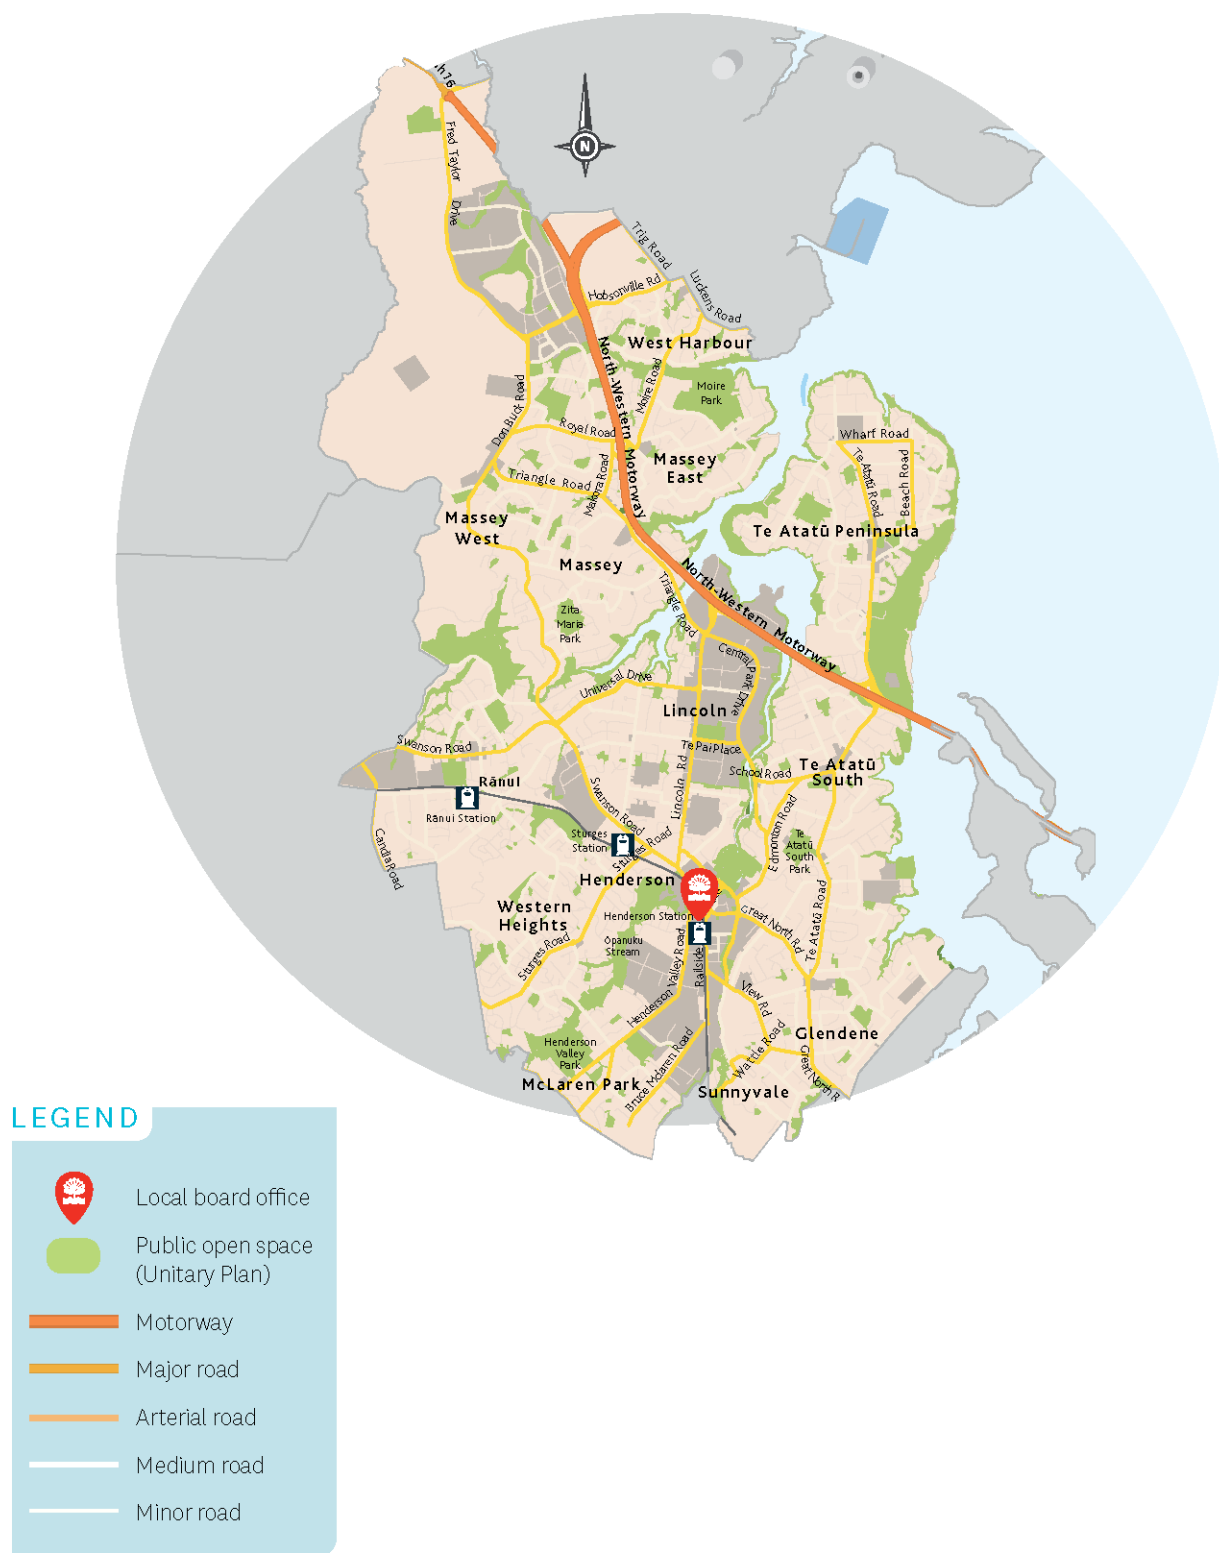 h16
Fred Taylor
Drive
Trig Road
Luckens Road
Hobsonville Rd
West Harbour
North-Western Motorway
Moire Road
Moire
Park
Don Buck Road
Royal Road
Massey
East
Triangle Road
Makora Road
Wharf Road
Te Atatū Road
Beach Road
Te Atatū Peninsula
Massey
West
Massey
North-Western Motorway
Triangle Road
Zita
Maria
Park
Central Park Drive
Universal Drive
Lincoln
Te Pai Place
Swanson Road
School Road
Te Atatū
South
Rānui
Rānui Station
Lincoln Rd
Swanson Road
Edmonton Road
Sturges
Station
Sturges Road
Te
Atatū
South
Park
Candia Road
Henderson
Western
Heights
Henderson Station
Great North Rd
Te Atatū Road
Ōpanuku
Stream
Sturges Road
Henderson Valley Road
Railside
View Rd
Glendene
Henderson
Valley
Park
Wattle Road
Great North R
McLaren Park
Bruce Mclaren Road
Sunnyvale
LEGEND
Local board office
Public open space
(Unitary Plan)
Motorway
Major road
Arterial road
Medium road
Minor road
N